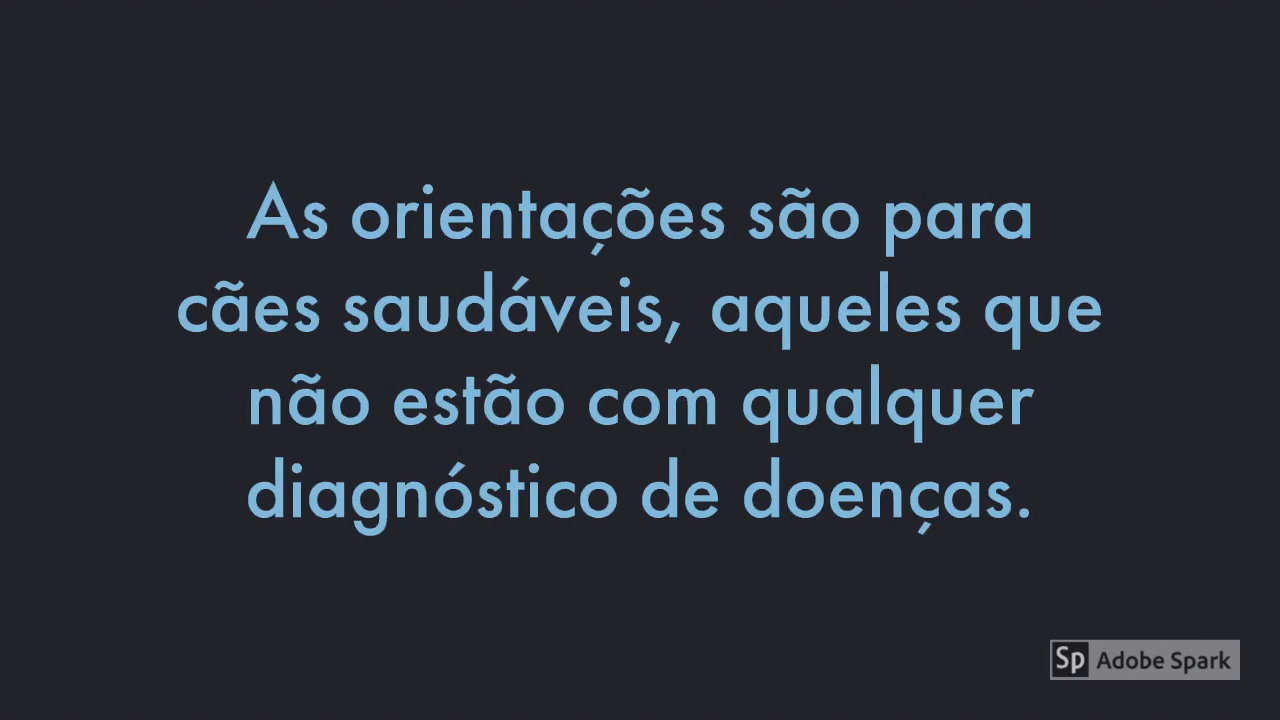 As orientações são para
cães saudáveis, aqueles que
não estão com qualquer
diagnóstico de doenças.
Sp Adobe Spark